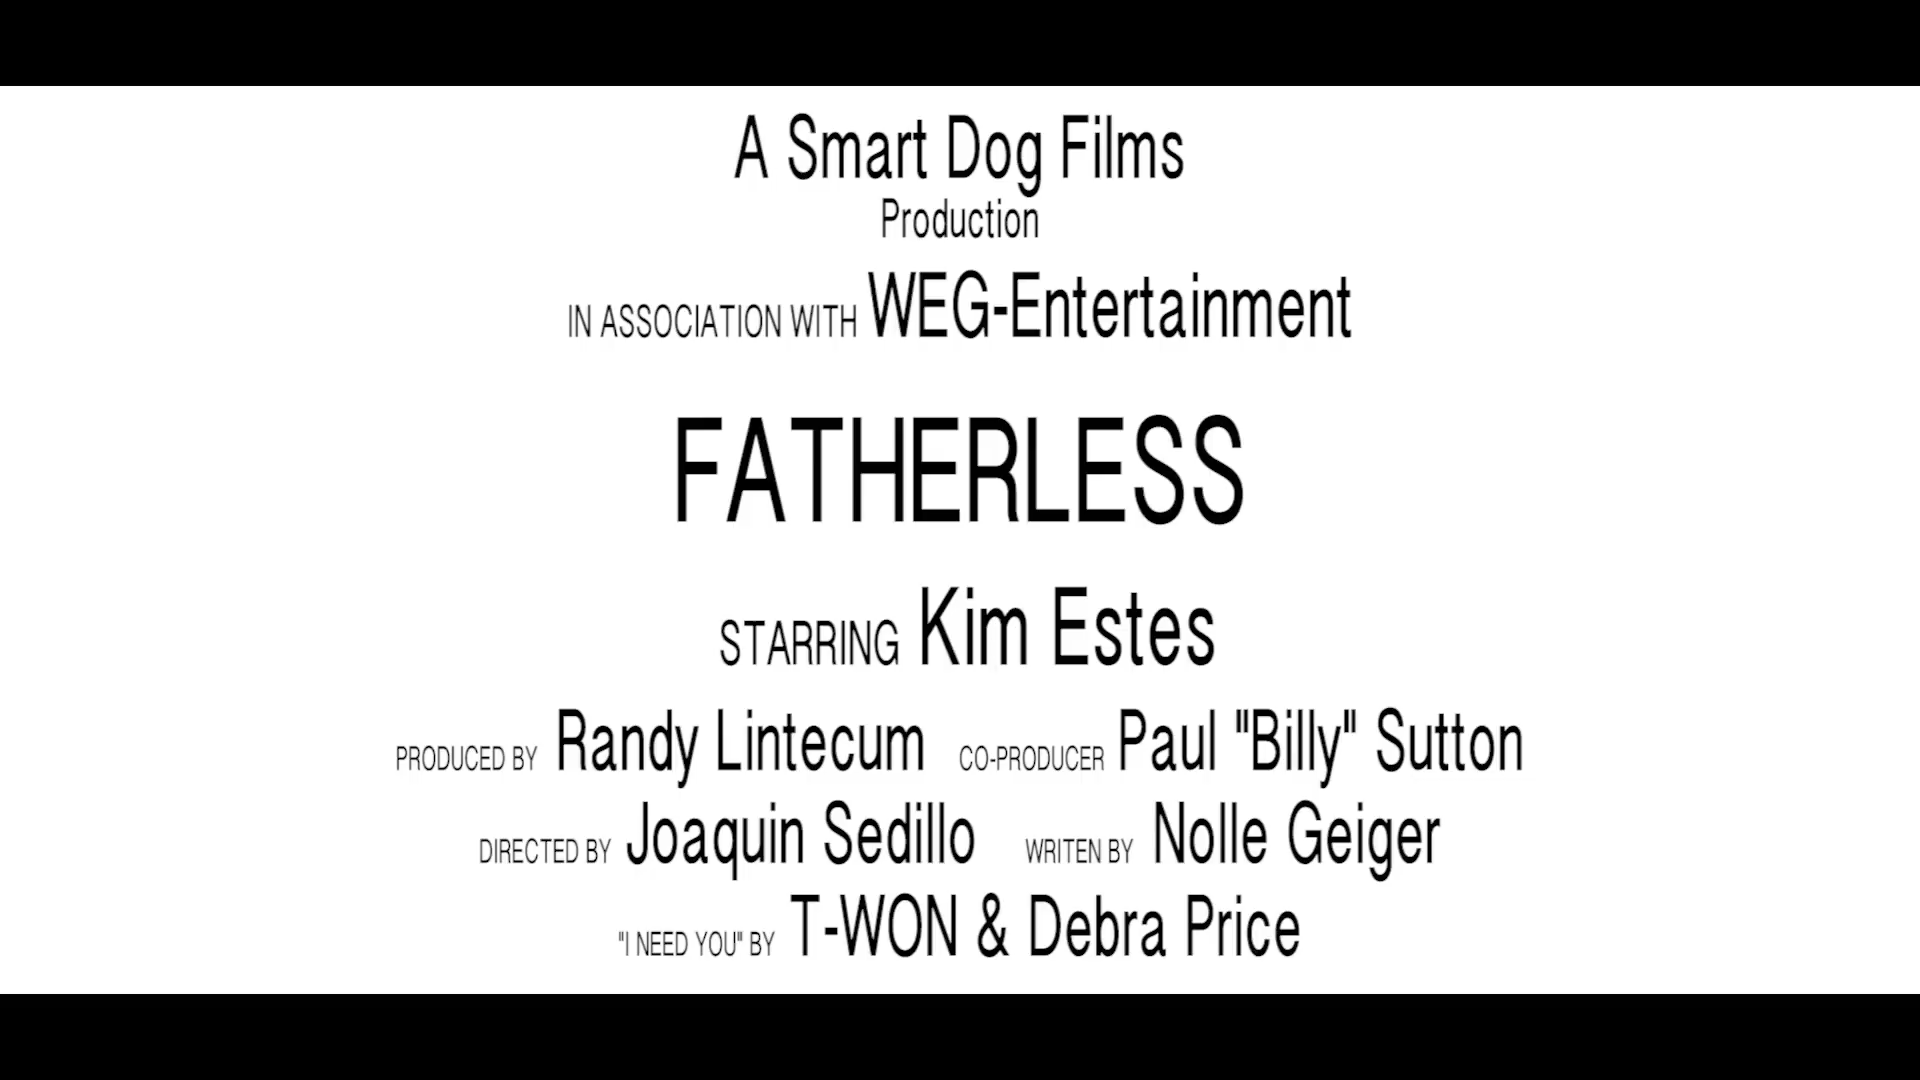 A Smart Dog Films
Production
IN ASSOCIATION WITH WEG-Entertainment
FATHERLESS
STARRING Kim Estes
PRODUCED BY Randy Lintecum CO-PRODUCER Paul "Billy" Sutton
DIRECTED BY Joaquin Sedillo WRITEN BY Nolle Geiger
"I NEED YOU" BY T-WON & Debra Price